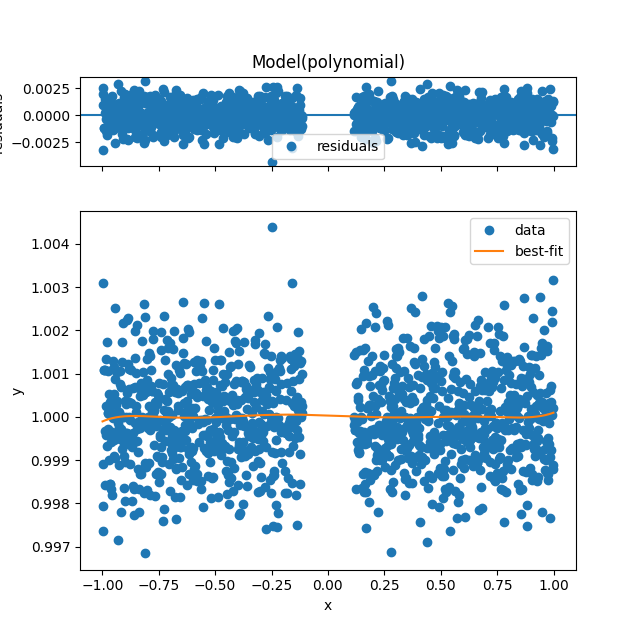 Model(polynomial)
0.0025
0.0000
−0.0025
residuals
residuals
data
best-fit
1.004
1.003
1.002
1.001
1.000
0.999
0.998
0.997
y
−1.00 −0.75 −0.50 −0.25 0.00 0.25 0.50 0.75 1.00
x